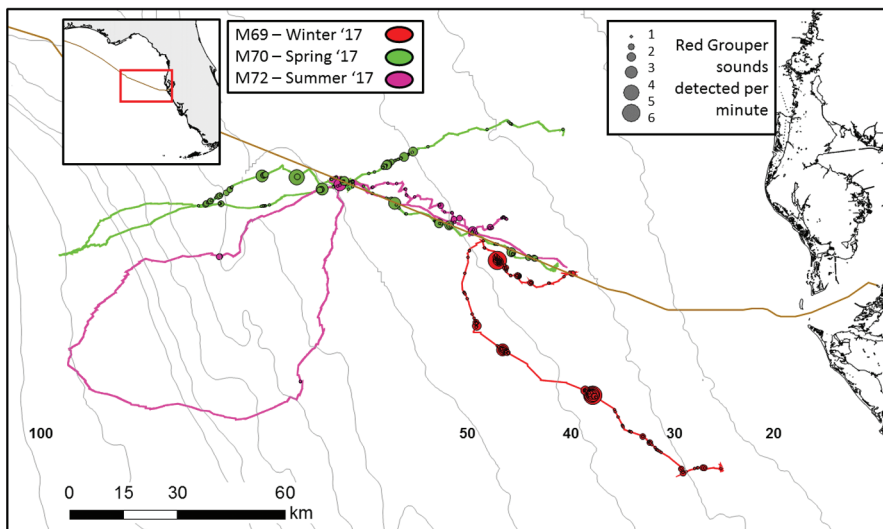 M69 – Winter ‘17
M70 – Spring ‘17
M72 – Summer ‘17
1
2
3
4
5
6
Red Grouper
sounds
detected per
minute
100
50
40
30
20
0 15 30 60
km